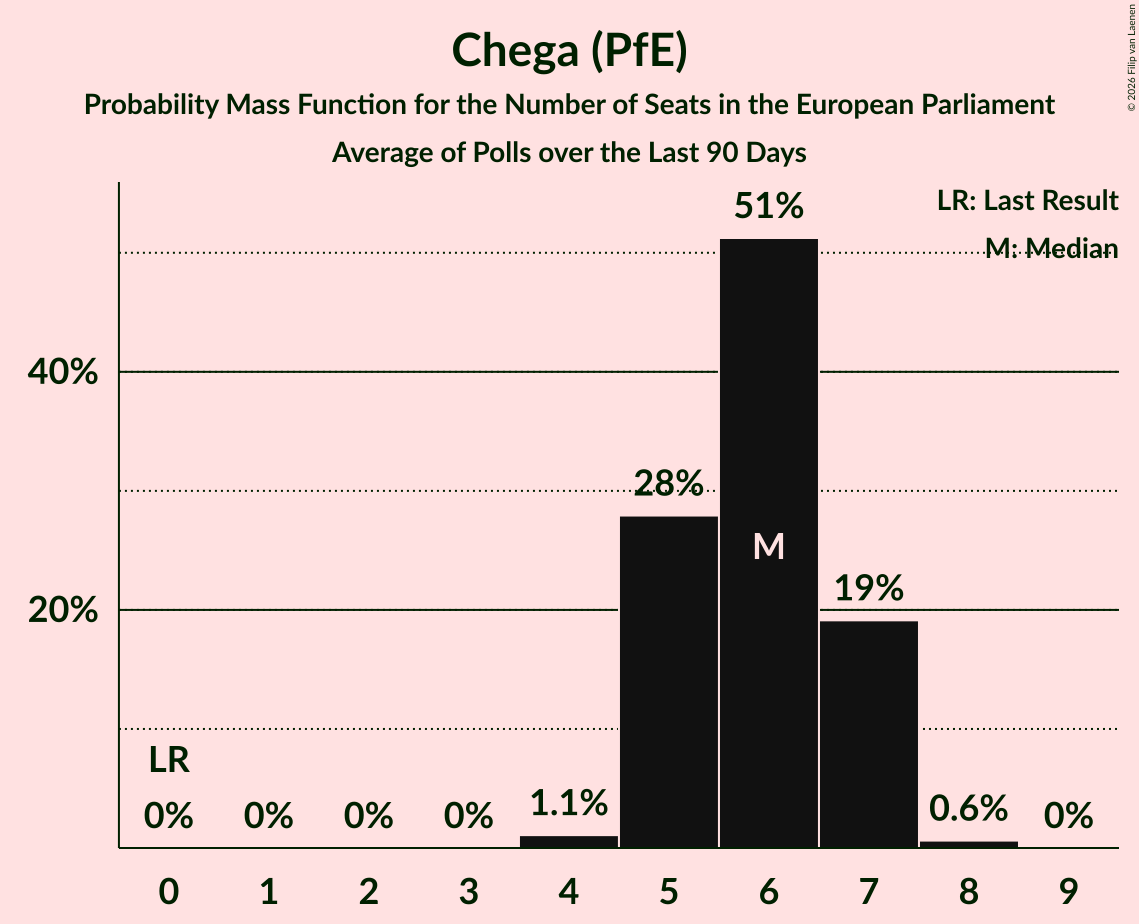 Chega (PfE)
Probability Mass Function for the Number of Seats in the European Parliament
Average of Polls over the Last 90 Days
© 2026 Filip van Laenen
LR: Last Result
M: Median
51%
40%
28%
M
19%
20%
LR
0%
0%
0%
0%
1.1%
0.6%
0%
0
1
2
3
4
5
6
7
8
9